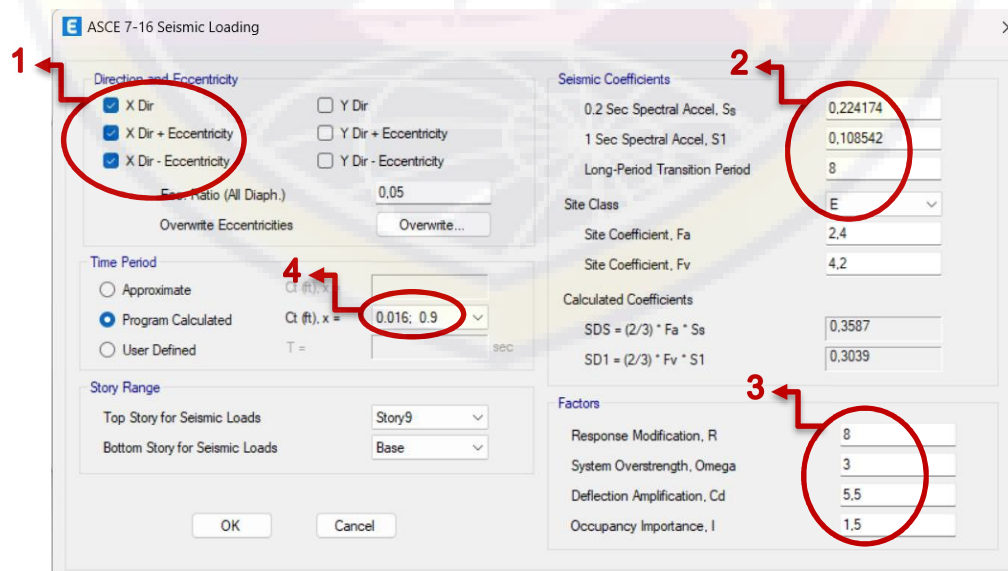 E ASCE 7-16 Seismic Loading
1
Direction and Eccentricity
X Dir
Y Dir
X Dir + Eccentricity
Y Dir + Eccentricity
X Dir - Eccentricity
Y Dir - Eccentricity
Ecc. Ratio (All Diaph.)
0,05
Overwrite Eccentricities
Overwrite...
Time Period
4
Approximate
Ct (ft), x =
Program Calculated
Ct (ft), x =
0.016; 0.9
User Defined
T =
sec
Story Range
Top Story for Seismic Loads
Story9
Bottom Story for Seismic Loads
Base
OK
Cancel
Seismic Coefficients
2
0.2 Sec Spectral Accel, Ss
0,224174
1 Sec Spectral Accel, S1
0,108542
Long-Period Transition Period
8
Site Class
E
Site Coefficient, Fa
2,4
Site Coefficient, Fv
4,2
Calculated Coefficients
SDS = (2/3) * Fa * Ss
0,3587
SD1 = (2/3) * Fv * S1
0,3039
Factors
3
Response Modification, R
8
System Overstrength, Omega
3
Deflection Amplification, Cd
5,5
Occupancy Importance, I
1,5